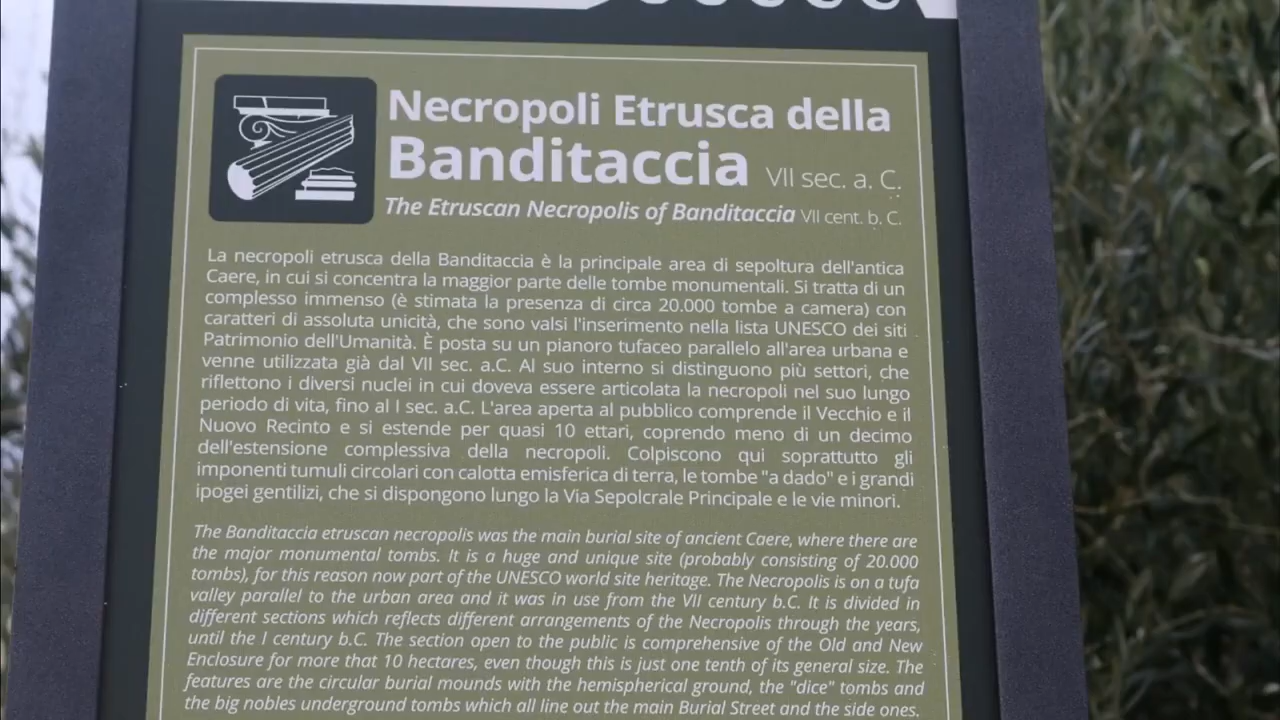 Necropoli Etrusca della
Banditaccia VII sec. a. C.
The Etruscan Necropolis of Banditaccia VII cent. b. C.
La necropoli etrusca della Banditaccia è la principale area di sepoltura dell'antica
Caere, in cui si concentra la maggior parte delle tombe monumentali. Si tratta di un
complesso immenso (è stimata la presenza di circa 20.000 tombe a camera) con
caratteri di assoluta unicità, che sono valsi l'inserimento nella lista UNESCO dei siti
Patrimonio dell'Umanità. È posta su un pianoro tufaceo parallelo all'area urbana e
venne utilizzata già dal VII sec. a.C. Al suo interno si distinguono più settori, che
riflettono i diversi nuclei in cui doveva essere articolata la necropoli nel suo lungo
periodo di vita, fino al I sec. a.C. L'area aperta al pubblico comprende il Vecchio e il
Nuovo Recinto e si estende per quasi 10 ettari, coprendo meno di un decimo
dell'estensione complessiva della necropoli. Colpiscono qui soprattutto gli
imponenti tumuli circolari con calotta emisferica di terra, le tombe "a dado" e i grandi
ipogei gentilizi, che si dispongono lungo la Via Sepolcrale Principale e le vie minori.
The Banditaccia etruscan necropolis was the main burial site of ancient Caere, where there are
the major monumental tombs. It is a huge and unique site (probably consisting of 20.000
tombs), for this reason now part of the UNESCO world site heritage. The Necropolis is on a tufa
valley parallel to the urban area and it was in use from the VII century b.C. It is divided in
different sections which reflects different arrangements of the Necropolis through the years,
until the I century b.C. The section open to the public is comprehensive of the Old and New
Enclosure for more that 10 hectares, even though this is just one tenth of its general size. The
features are the circular burial mounds with the hemispherical ground, the "dice" tombs and
the big nobles underground tombs which all line out the main Burial Street and the side ones.